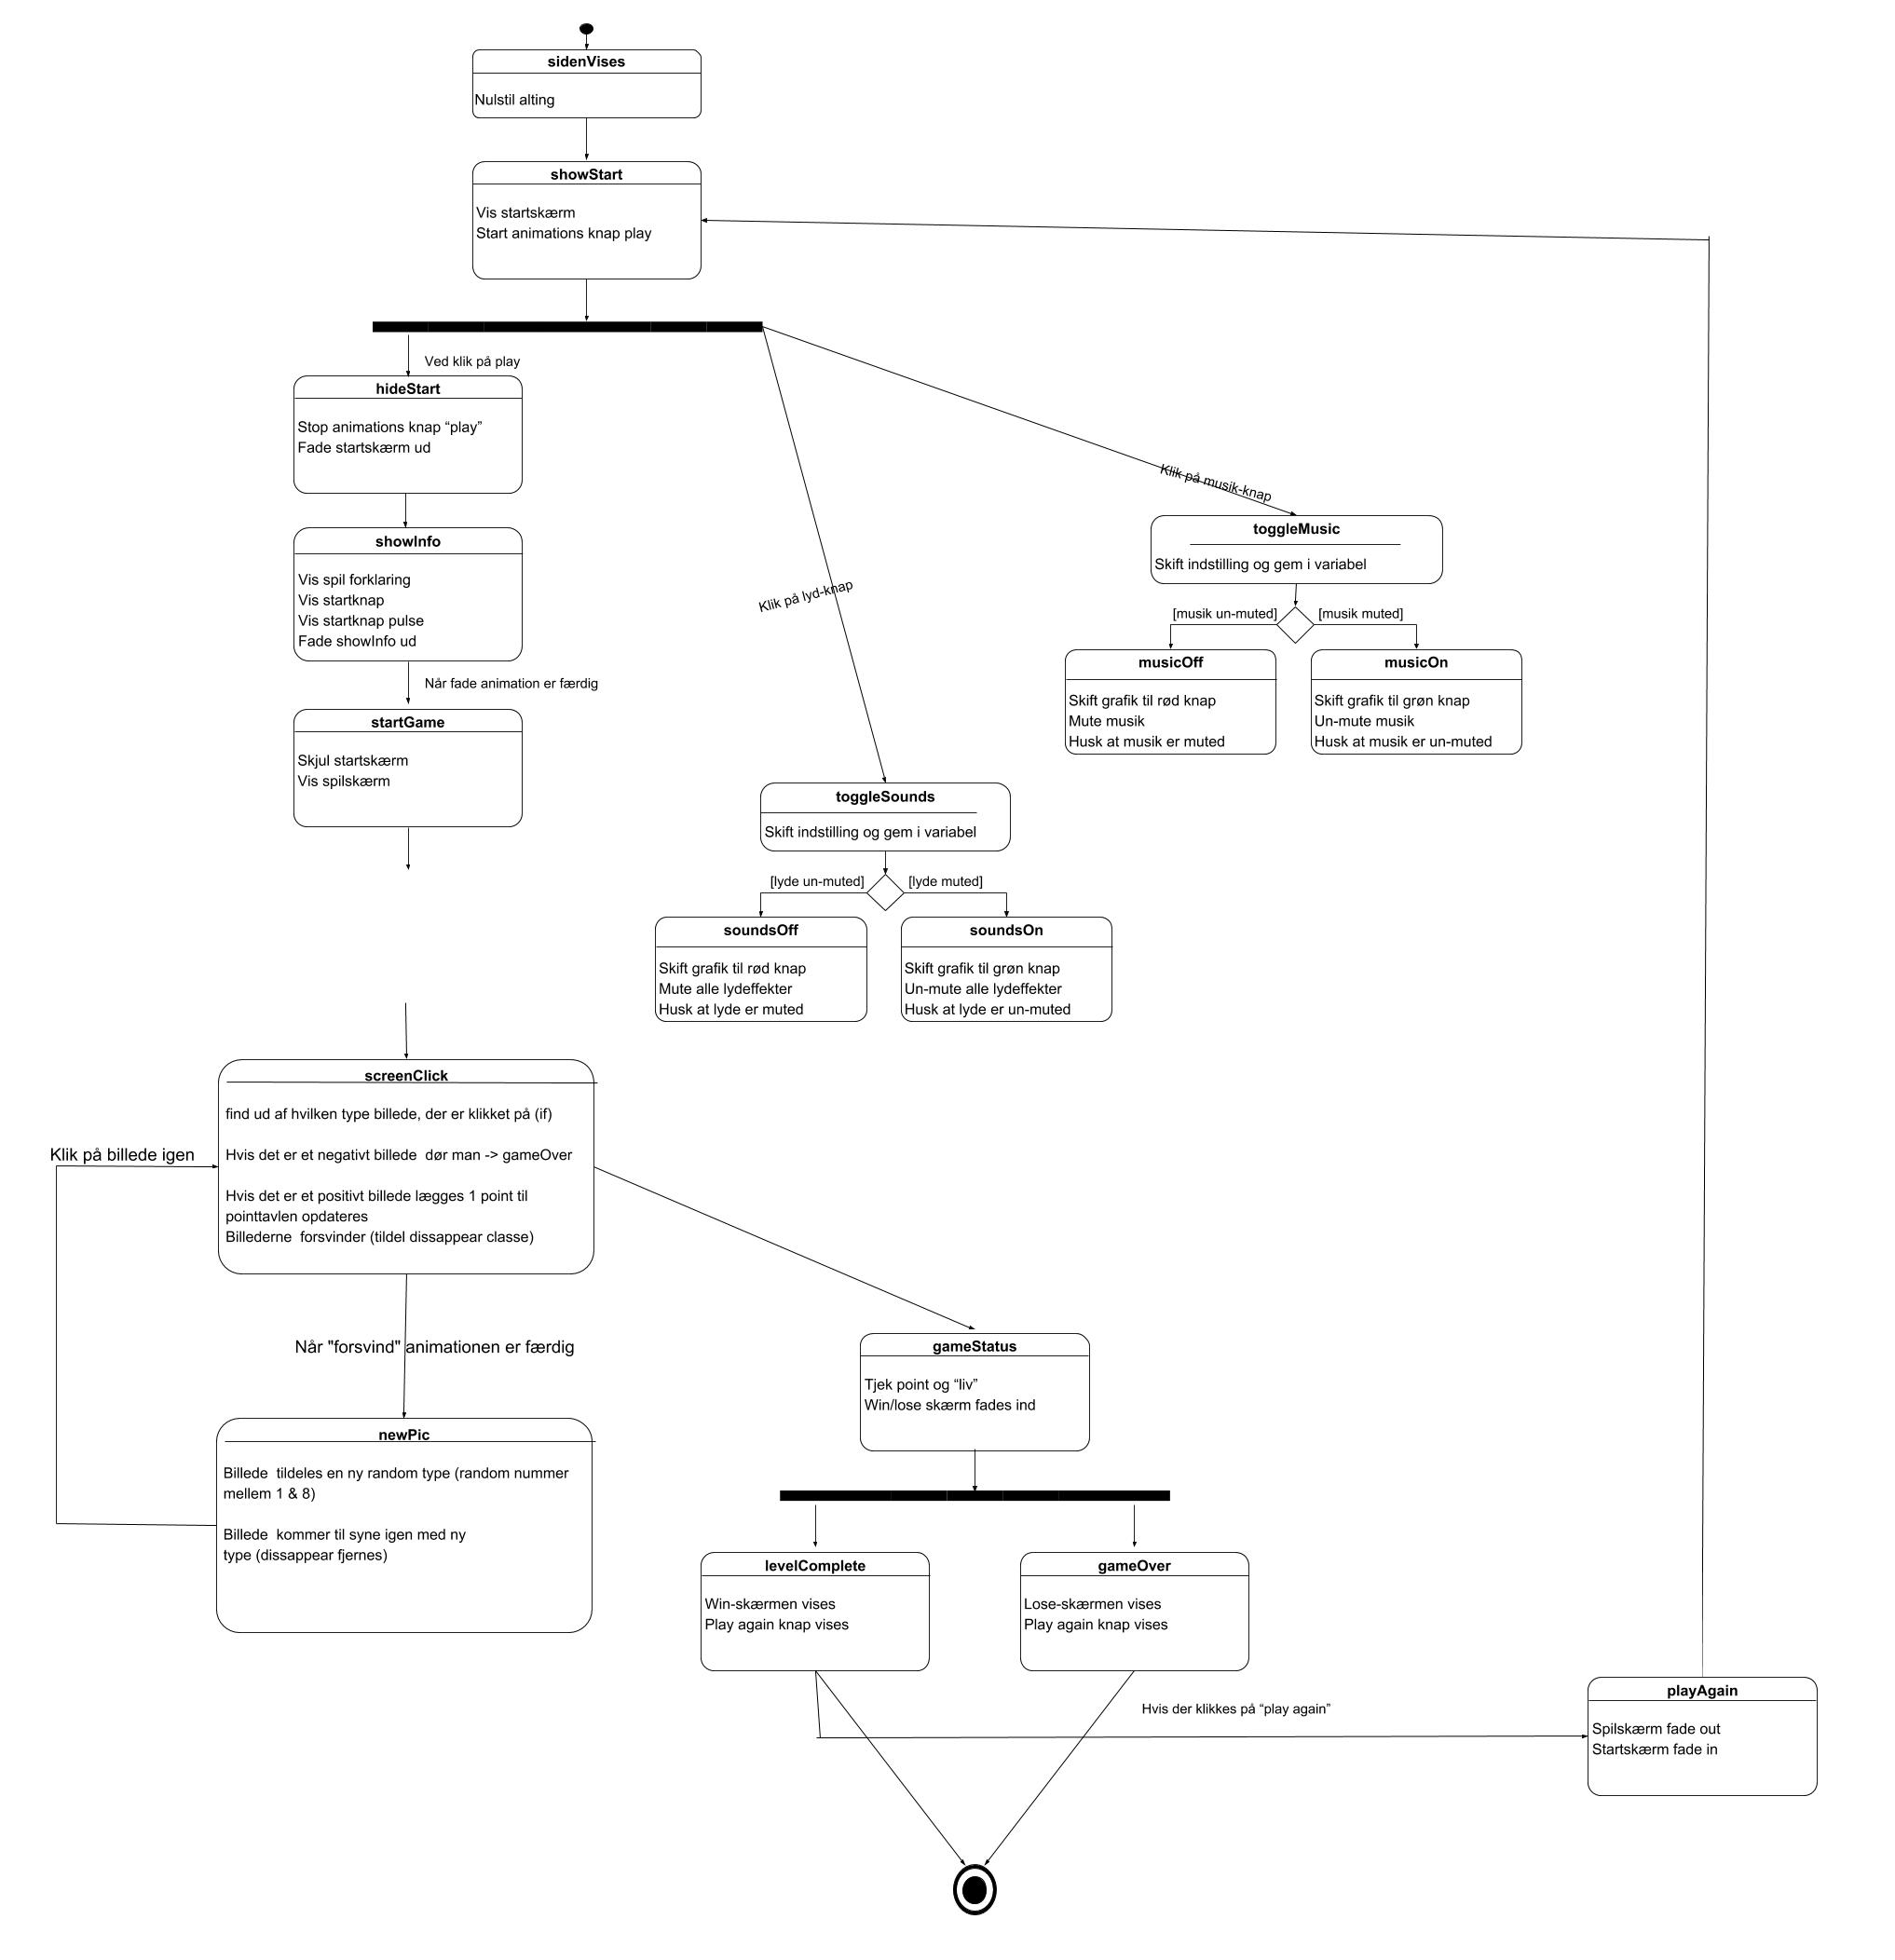 sidenVises
Nulstil alting
showStart
Vis startskærm
Start animations knap play
Ved klik på play
hideStart
Stop animations knap “play”
Fade startskærm ud
showInfo
Vis spil forklaring
Vis startknap
Vis startknap pulse
Fade showInfo ud
Når fade animation er færdig
startGame
Skjul startskærm
Vis spilskærm
Klik på musik-knap
toggleMusic
Skift indstilling og gem i variabel
[musik un-muted]
[musik muted]
musicOff
Skift grafik til rød knap
Mute musik
Husk at musik er muted
musicOn
Skift grafik til grøn knap
Un-mute musik
Husk at musik er un-muted
Klik på lyd-knap
toggleSounds
Skift indstilling og gem i variabel
[lyde un-muted]
[lyde muted]
soundsOff
Skift grafik til rød knap
Mute alle lydeffekter
Husk at lyde er muted
soundsOn
Skift grafik til grøn knap
Un-mute alle lydeffekter
Husk at lyde er un-muted
screenClick
find ud af hvilken type billede, der er klikket på (if)
Hvis det er et negativt billede  dør man -> gameOver
Hvis det er et positivt billede lægges 1 point til
pointtavlen opdateres
Billederne  forsvinder (tildel dissappear classe)
Klik på billede igen
Når "forsvind" animationen er færdig
newPic
Billede  tildeles en ny random type (random nummer
mellem 1 & 8)
Billede  kommer til syne igen med ny
type (dissappear fjernes)
gameStatus
Tjek point og “liv”
Win/lose skærm fades ind
levelComplete
Win-skærmen vises
Play again knap vises
gameOver
Lose-skærmen vises
Play again knap vises
Hvis der klikkes på “play again”
playAgain
Spilskærm fade out
Startskærm fade in